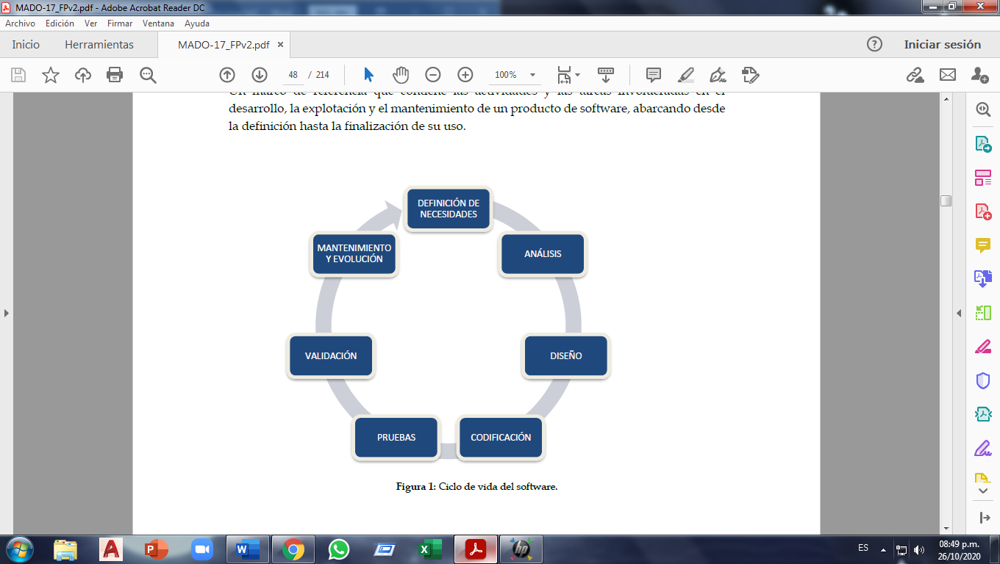 MADO-17_FPv2.pdf - Adobe Acrobat Reader DC
Archivo Edición Ver Firmar Ventana Ayuda
Inicio Herramientas MADO-17_FPv2.pdf × ? Iniciar sesión
48 / 214 100%
Un marco de referencia que contiene las actividades y las tareas involucradas en el
desarrollo, la explotación y el mantenimiento de un producto de software, abarcando desde
la definición hasta la finalización de su uso.
DEFINICIÓN DE
NECESIDADES
ANÁLISIS
DISEÑO
CODIFICACIÓN
PRUEBAS
VALIDACIÓN
MANTENIMIENTO
Y EVOLUCIÓN
Figura 1: Ciclo de vida del software.
ES
08:49 p.m.
26/10/2020